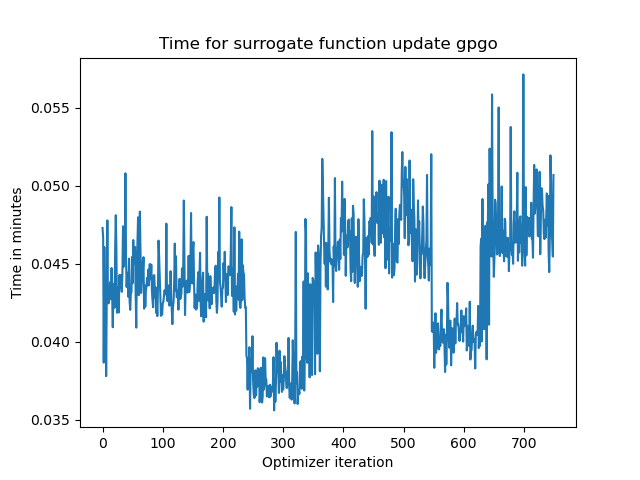 Time for surrogate function update gpgo
0.055
0.050
0.045
0.040
0.035
Time in minutes
0 100 200 300 400 500 600 700
Optimizer iteration